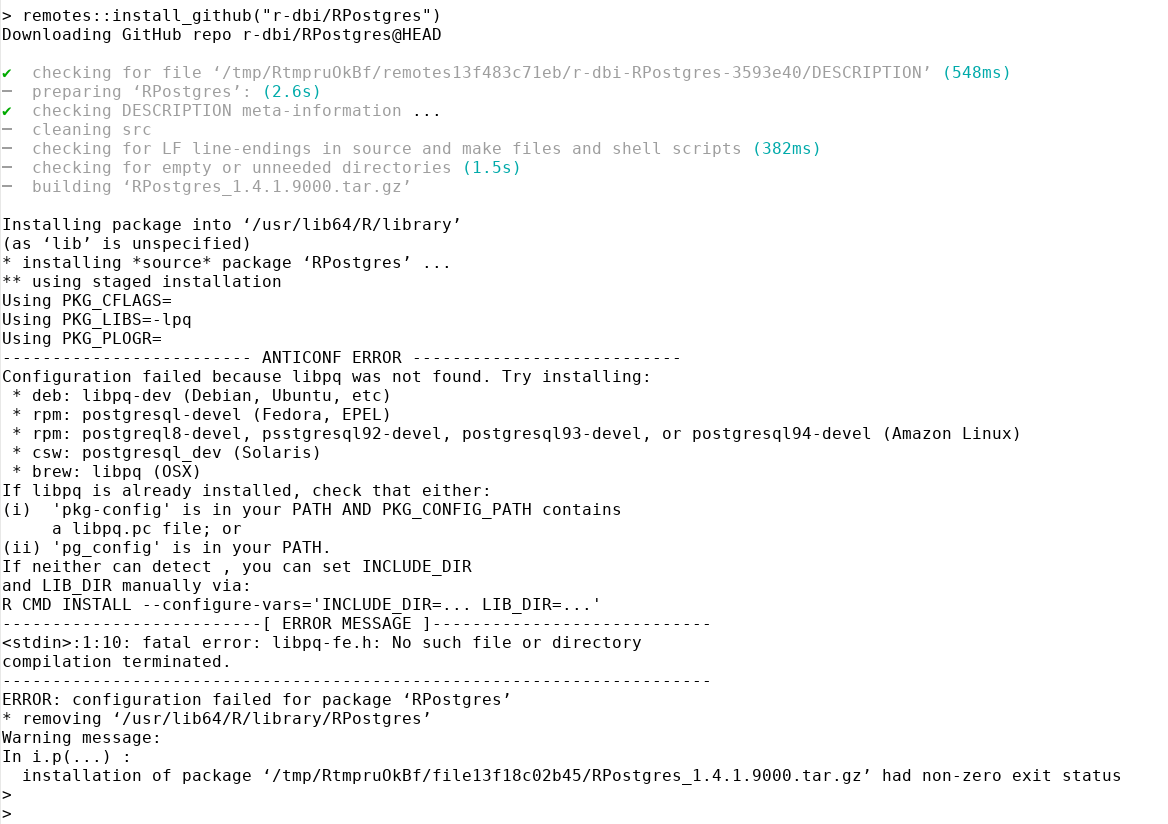 > remotes::install_github("r-dbi/RPostgres")
Downloading GitHub repo r-dbi/RPostgres@HEAD
✔  checking for file ‘/tmp/RtmpruOkBf/remotes13f483c71eb/r-dbi-RPostgres-3593e40/DESCRIPTION’ (548ms)
─  preparing ‘RPostgres’: (2.6s)
✔  checking DESCRIPTION meta-information ...
─  cleaning src
─  checking for LF line-endings in source and make files and shell scripts (382ms)
─  checking for empty or unneeded directories (1.5s)
─  building ‘RPostgres_1.4.1.9000.tar.gz’
Installing package into ‘/usr/lib64/R/library’
(as ‘lib’ is unspecified)
* installing *source* package ‘RPostgres’ ...
** using staged installation
Using PKG_CFLAGS=
Using PKG_LIBS=-lpq
Using PKG_PLOGR=
------------------------- ANTICONF ERROR ---------------------------
Configuration failed because libpq was not found. Try installing:
 * deb: libpq-dev (Debian, Ubuntu, etc)
 * rpm: postgresql-devel (Fedora, EPEL)
 * rpm: postgreql8-devel, psstgresql92-devel, postgresql93-devel, or postgresql94-devel (Amazon Linux)
 * csw: postgresql_dev (Solaris)
 * brew: libpq (OSX)
If libpq is already installed, check that either:
(i)  'pkg-config' is in your PATH AND PKG_CONFIG_PATH contains
     a libpq.pc file; or
(ii) 'pg_config' is in your PATH.
If neither can detect , you can set INCLUDE_DIR
and LIB_DIR manually via:
R CMD INSTALL --configure-vars='INCLUDE_DIR=... LIB_DIR=...'
--------------------------[ ERROR MESSAGE ]----------------------------
<stdin>:1:10: fatal error: libpq-fe.h: No such file or directory
compilation terminated.
-----------------------------------------------------------------------
ERROR: configuration failed for package ‘RPostgres’
* removing ‘/usr/lib64/R/library/RPostgres’
Warning message:
In i.p(...) :
  installation of package ‘/tmp/RtmpruOkBf/file13f18c02b45/RPostgres_1.4.1.9000.tar.gz’ had non-zero exit status
>
>